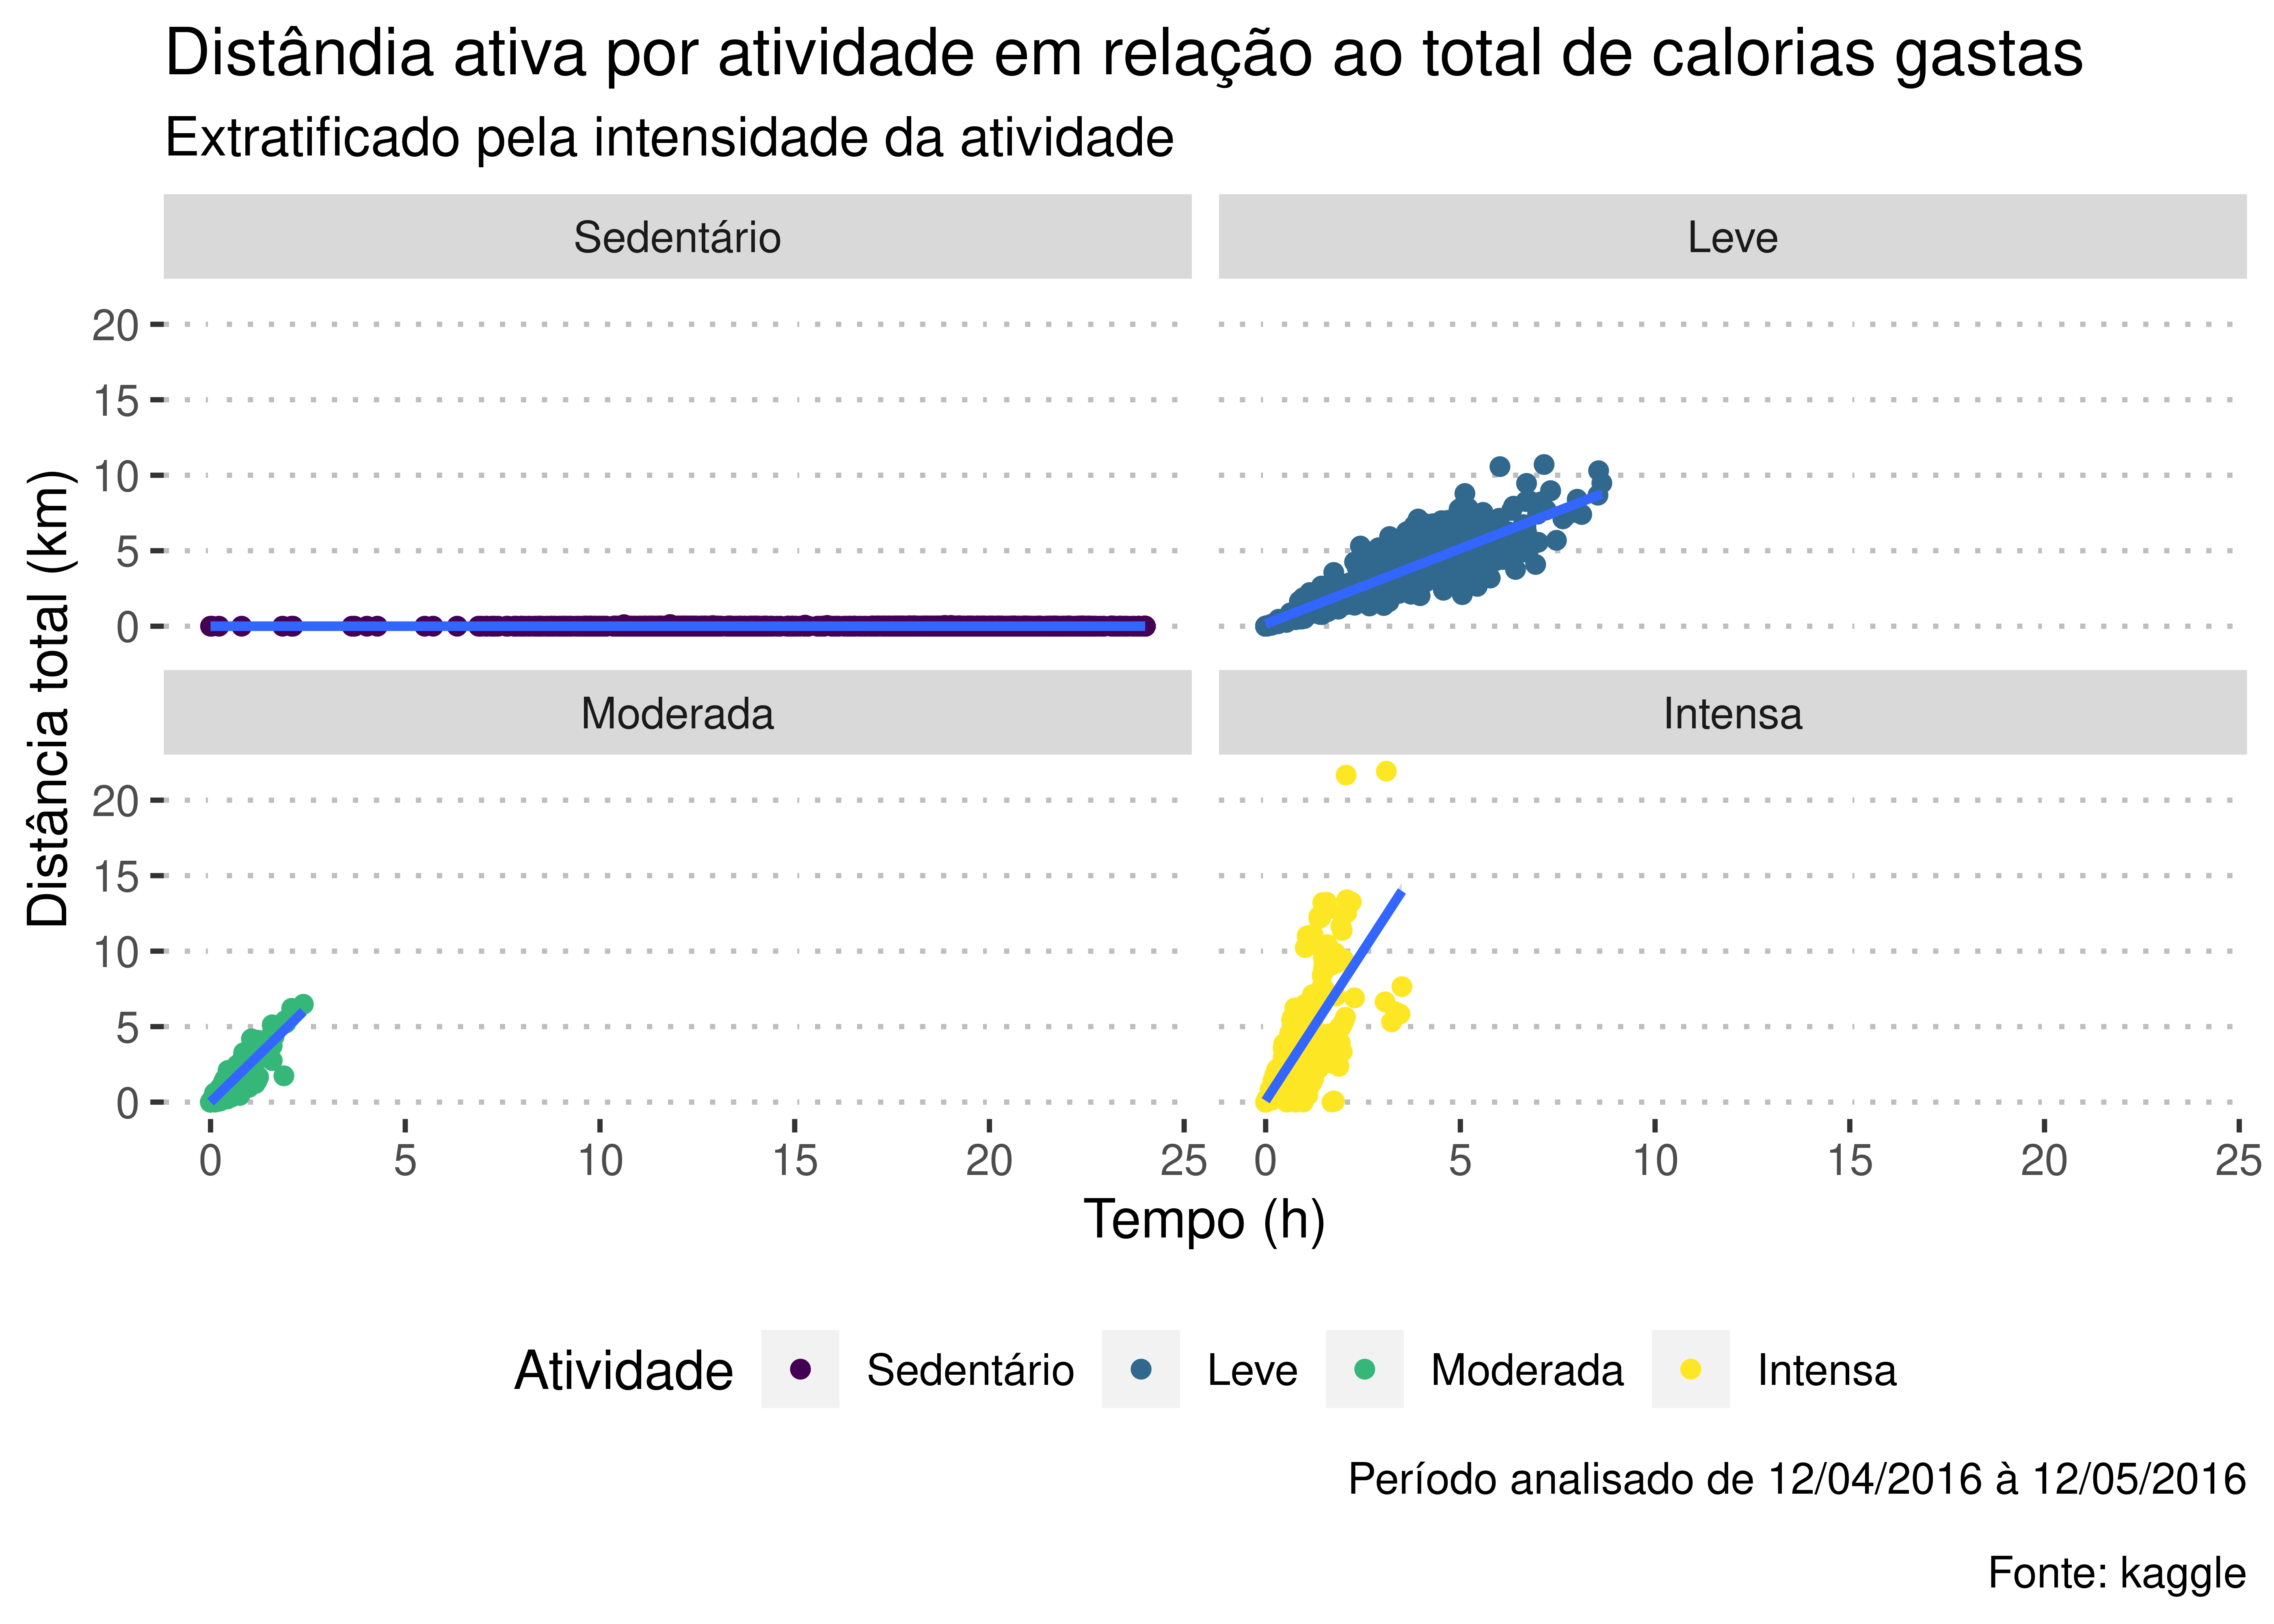 Distândia ativa por atividade em relação ao total de calorias gastas
Extratificado pela intensidade da atividade
Sedentário
Leve
20
15
10
5
0
Moderada
Intensa
20
15
10
5
0
Distância total (km)
0 5 10 15 20 25 0 5 10 15 20 25
Tempo (h)
Atividade Sedentário Leve Moderada Intensa
Período analisado de 12/04/2016 à 12/05/2016
Fonte: kaggle